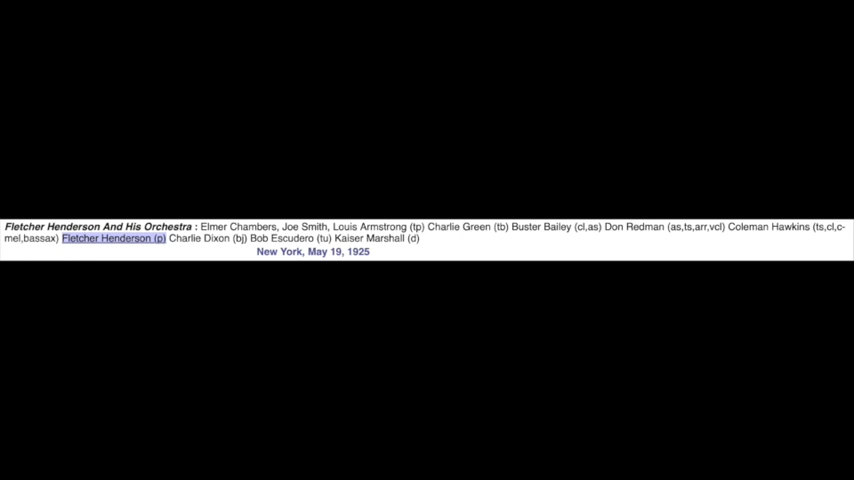 Fletcher Henderson And His Orchestra : Elmer Chambers, Joe Smith, Louis Armstrong (tp) Charlie Green (tb) Buster Bailey (cl,as) Don Redman (as,ts,arr,vcl) Coleman Hawkins (ts,cl,c-
mel,bassax) Fletcher Henderson (p) Charlie Dixon (bj) Bob Escudero (tu) Kaiser Marshall (d)
New York, May 19, 1925